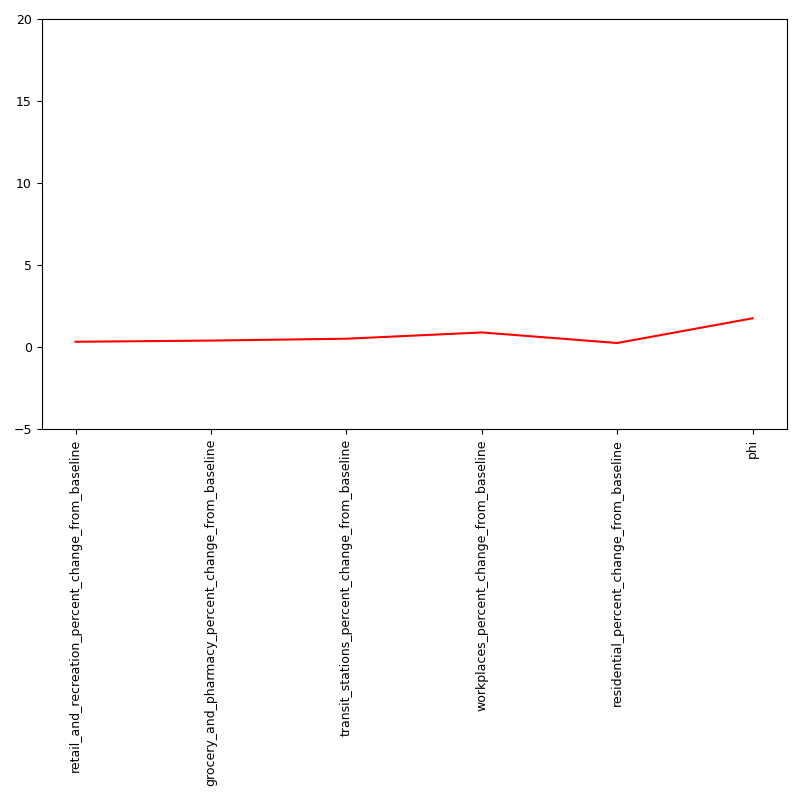 20
15
10
5
0
−5
retail_and_recreation_percent_change_from_baseline
grocery_and_pharmacy_percent_change_from_baseline
transit_stations_percent_change_from_baseline
workplaces_percent_change_from_baseline
residential_percent_change_from_baseline
phi